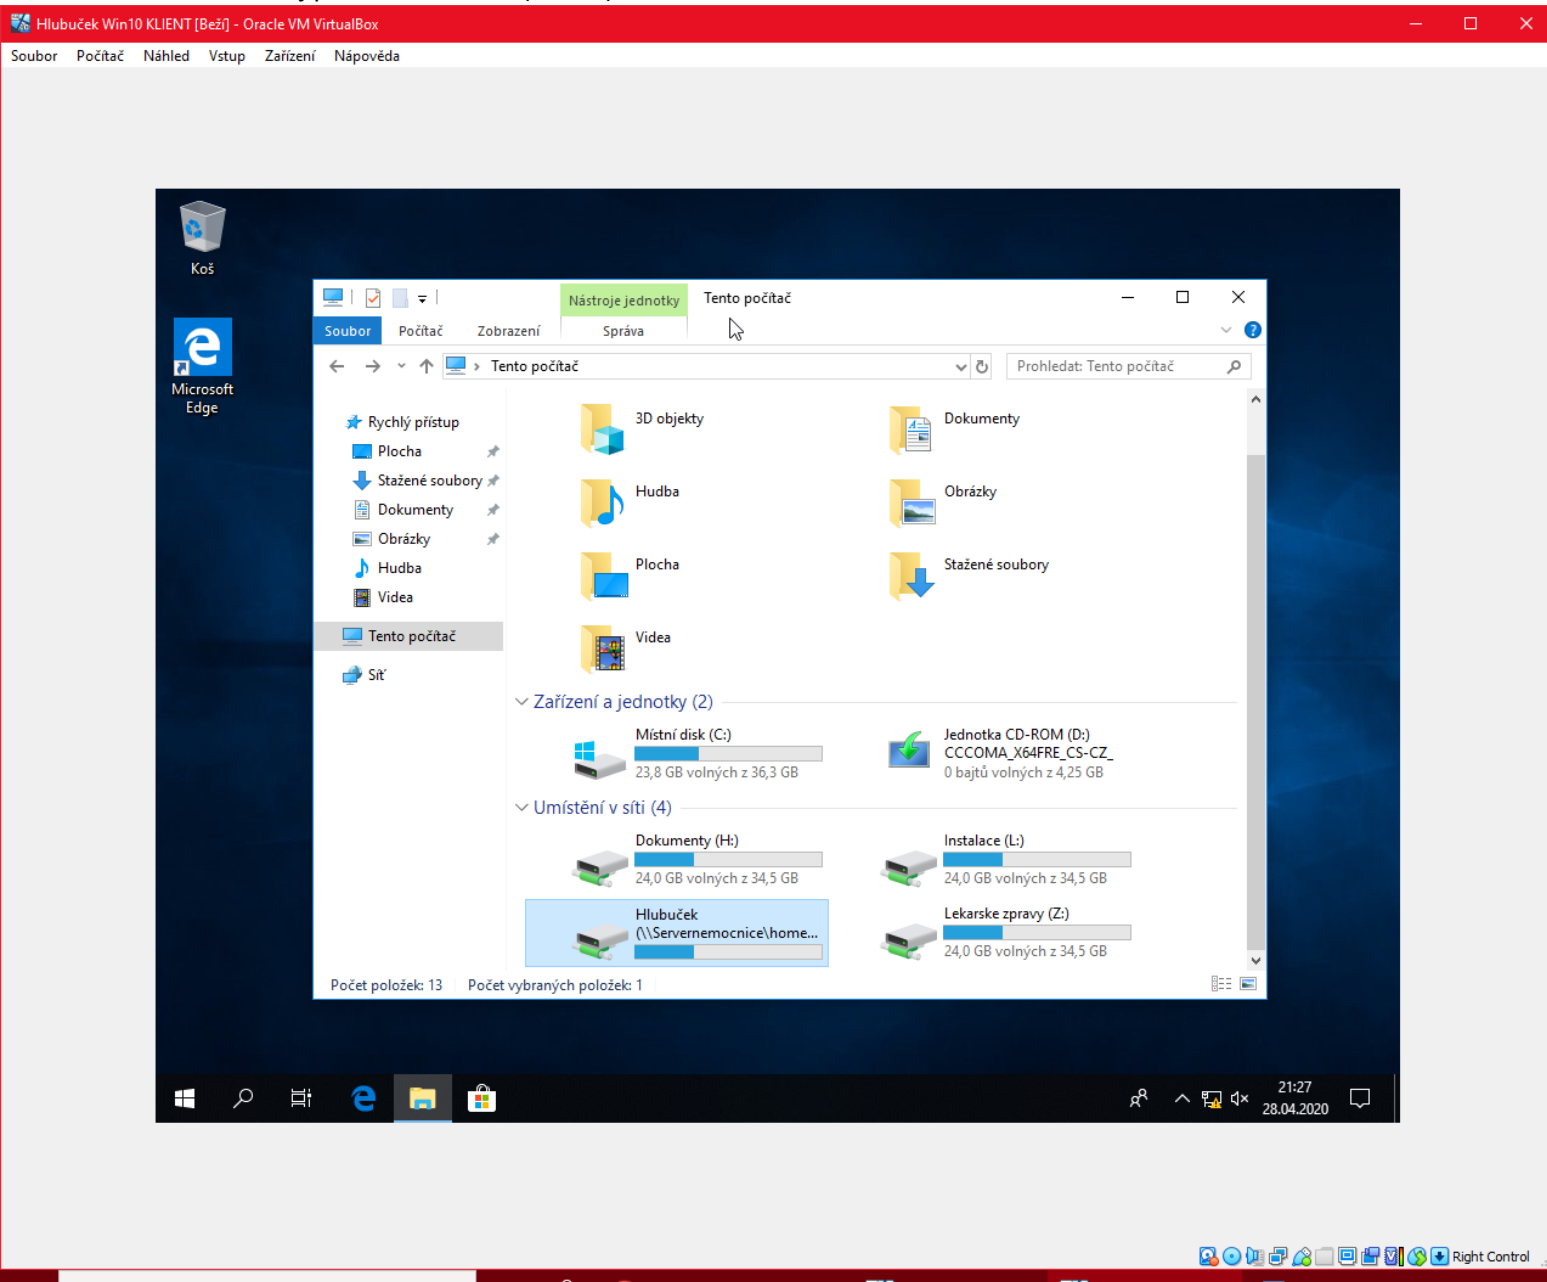 Hlubuček Win10 KLIENT [Beží] - Oracle VM VirtualBox
Soubor Počítač Náhled Vstup Zařízení Nápověda
Koš
Microsoft
Edge
Nástroje jednotky Tento počítač
Soubor Počítač Zobrazení Správa
Tento počítač
Prohledat: Tento počítač
Rychlý přístup
Plocha
Stažené soubory
Dokumenty
Obrázky
Hudba
Videa
Tento počítač
Síť
3D objekty
Dokumenty
Hudba
Obrázky
Plocha
Stažené soubory
Videa
Zařízení a jednotky (2)
Místní disk (C:)
23,8 GB volných z 36,3 GB
Jednotka CD-ROM (D:)
CCCOMA_X64FRE_CS-CZ_
0 bajtů volných z 4,25 GB
Umístění v síti (4)
Dokumenty (H:)
24,0 GB volných z 34,5 GB
Instalace (L:)
24,0 GB volných z 34,5 GB
Hlubuček
(\\Servernemocnice\home...
Lekarske zpravy (Z:)
24,0 GB volných z 34,5 GB
Počet položek: 13 Počet vybraných položek: 1
21:27
28.04.2020
Right Control